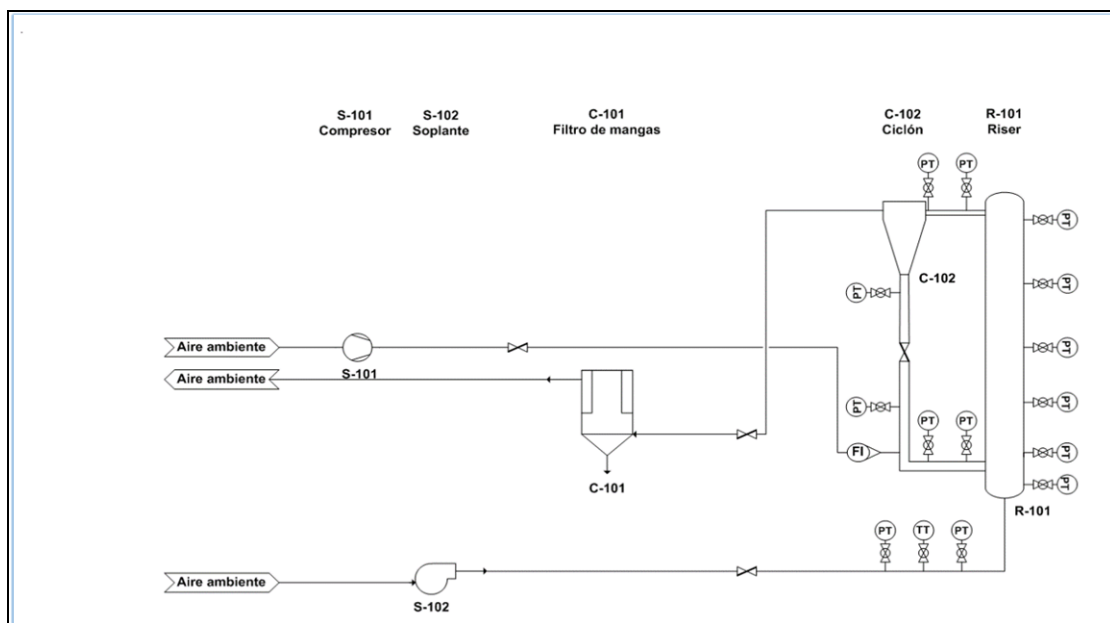 S-101
Compresor
S-102
Soplante
C-101
Filtro de mangas
C-102
Ciclón
R-101
Riser
PT
PT
PT
C-102
PT
PT
PT
Aire ambiente
S-101
Aire ambiente
PT
PT
PT
PT
FI
PT
C-101
PT
R-101
PT
TT
PT
Aire ambiente
S-102